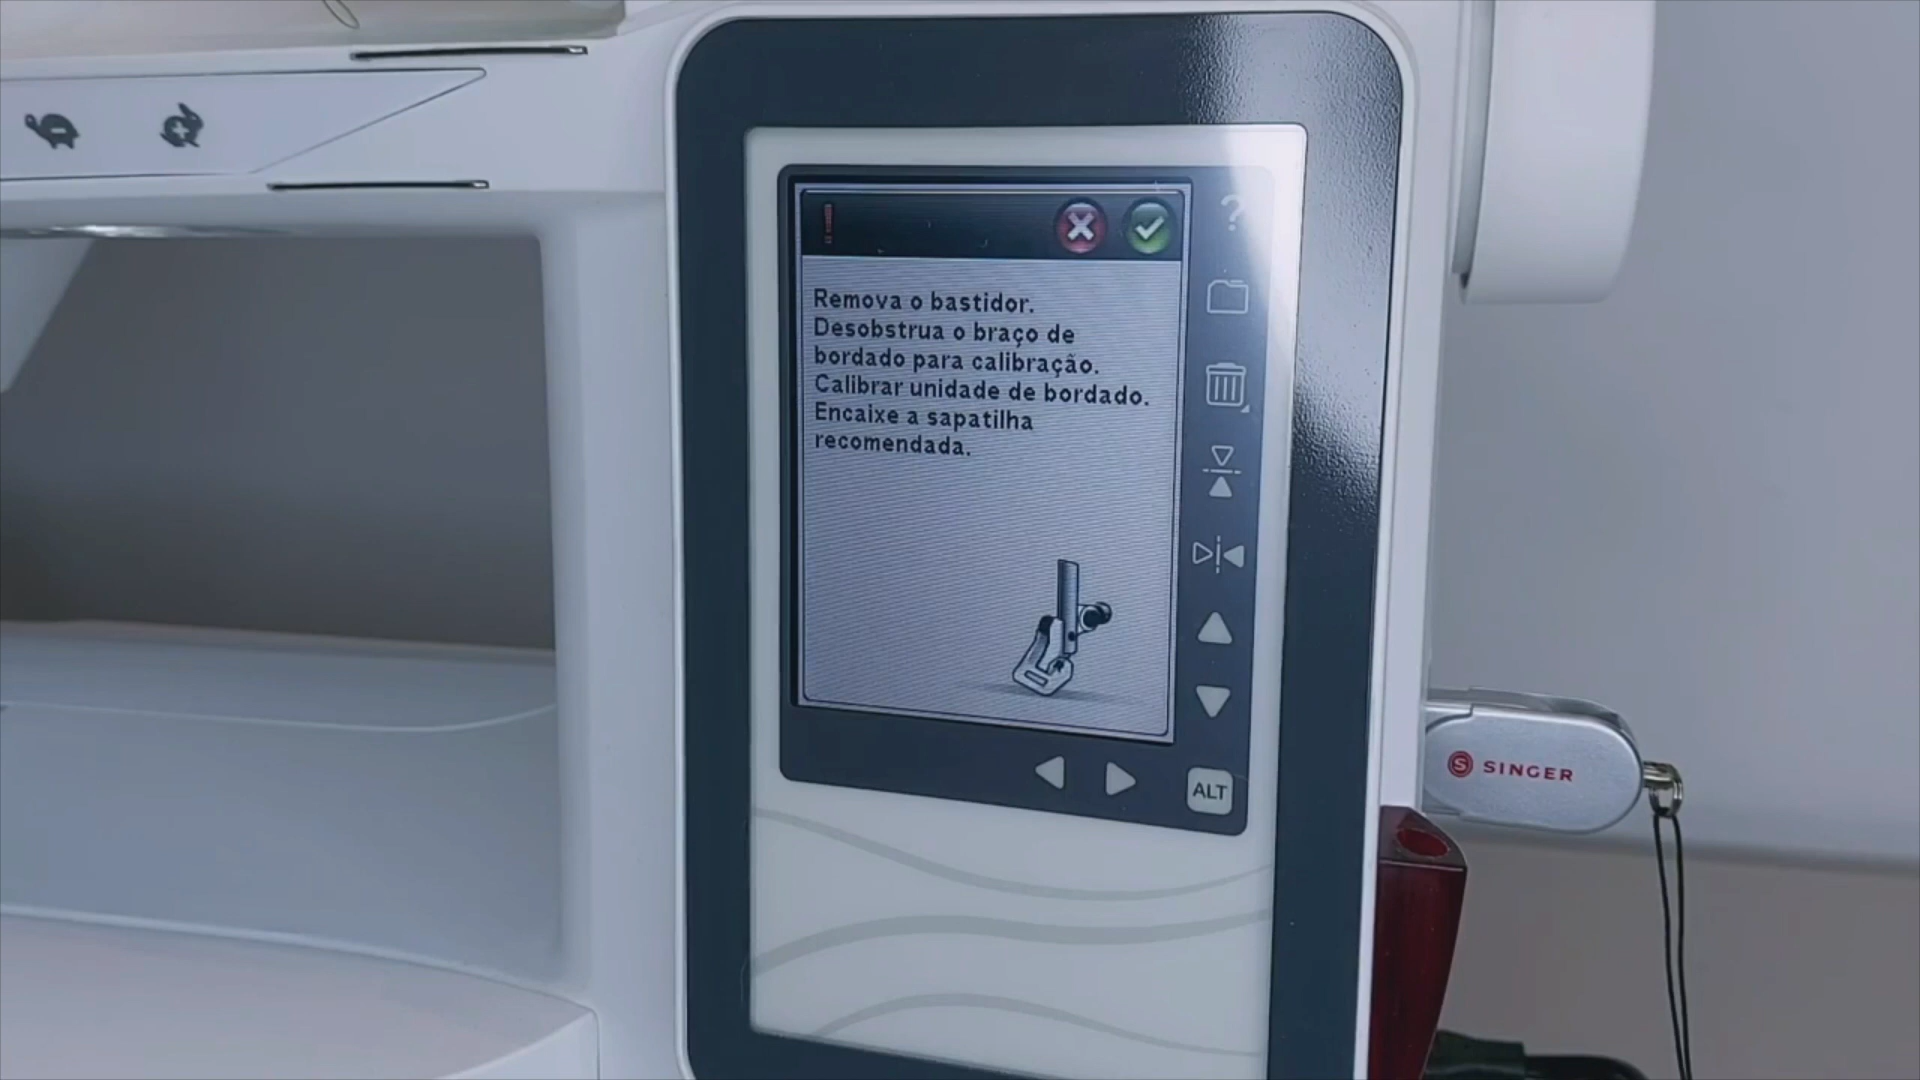 Remova o bastidor.
Desobstrua o braço de
bordado para calibração.
Calibrar unidade de bordado.
Encaixe a sapatilha
recomendada.
?
ALT
S SINGER